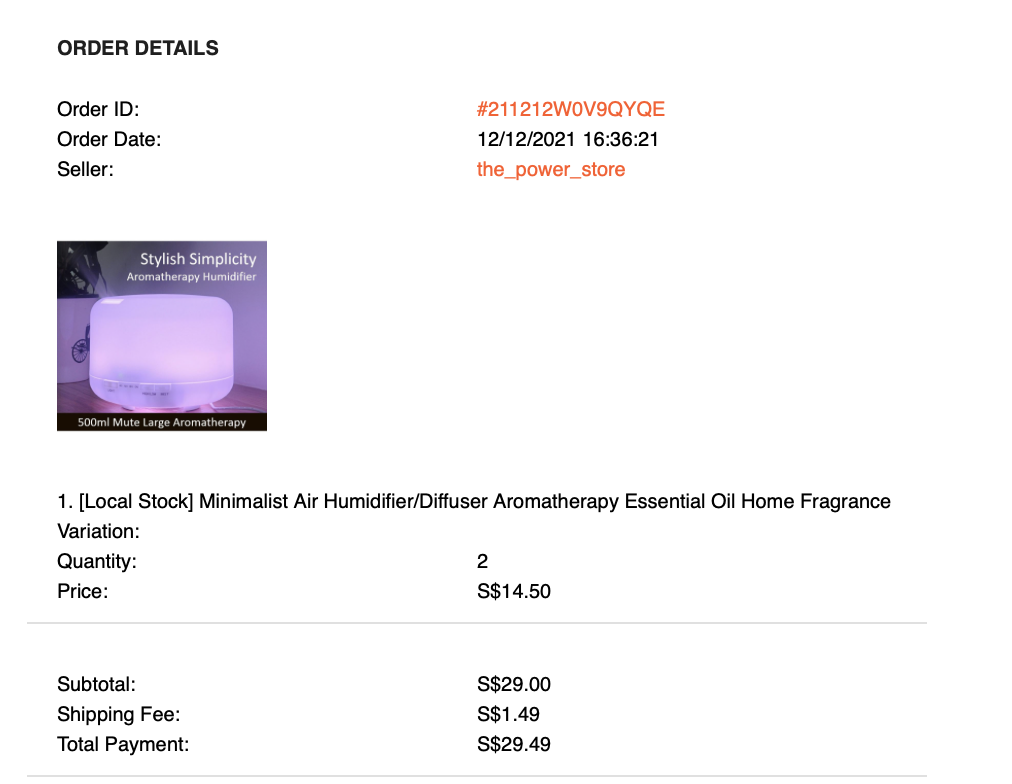 ORDER DETAILS
Order ID: #211212W0V9QYQE
Order Date: 12/12/2021 16:36:21
Seller: the_power_store
Stylish Simplicity
Aromatherapy Humidifier
500ml Mute Large Aromatherapy
1. [Local Stock] Minimalist Air Humidifier/Diffuser Aromatherapy Essential Oil Home Fragrance
Variation:
Quantity: 2
Price: S$14.50
Subtotal: S$29.00
Shipping Fee: S$1.49
Total Payment: S$29.49